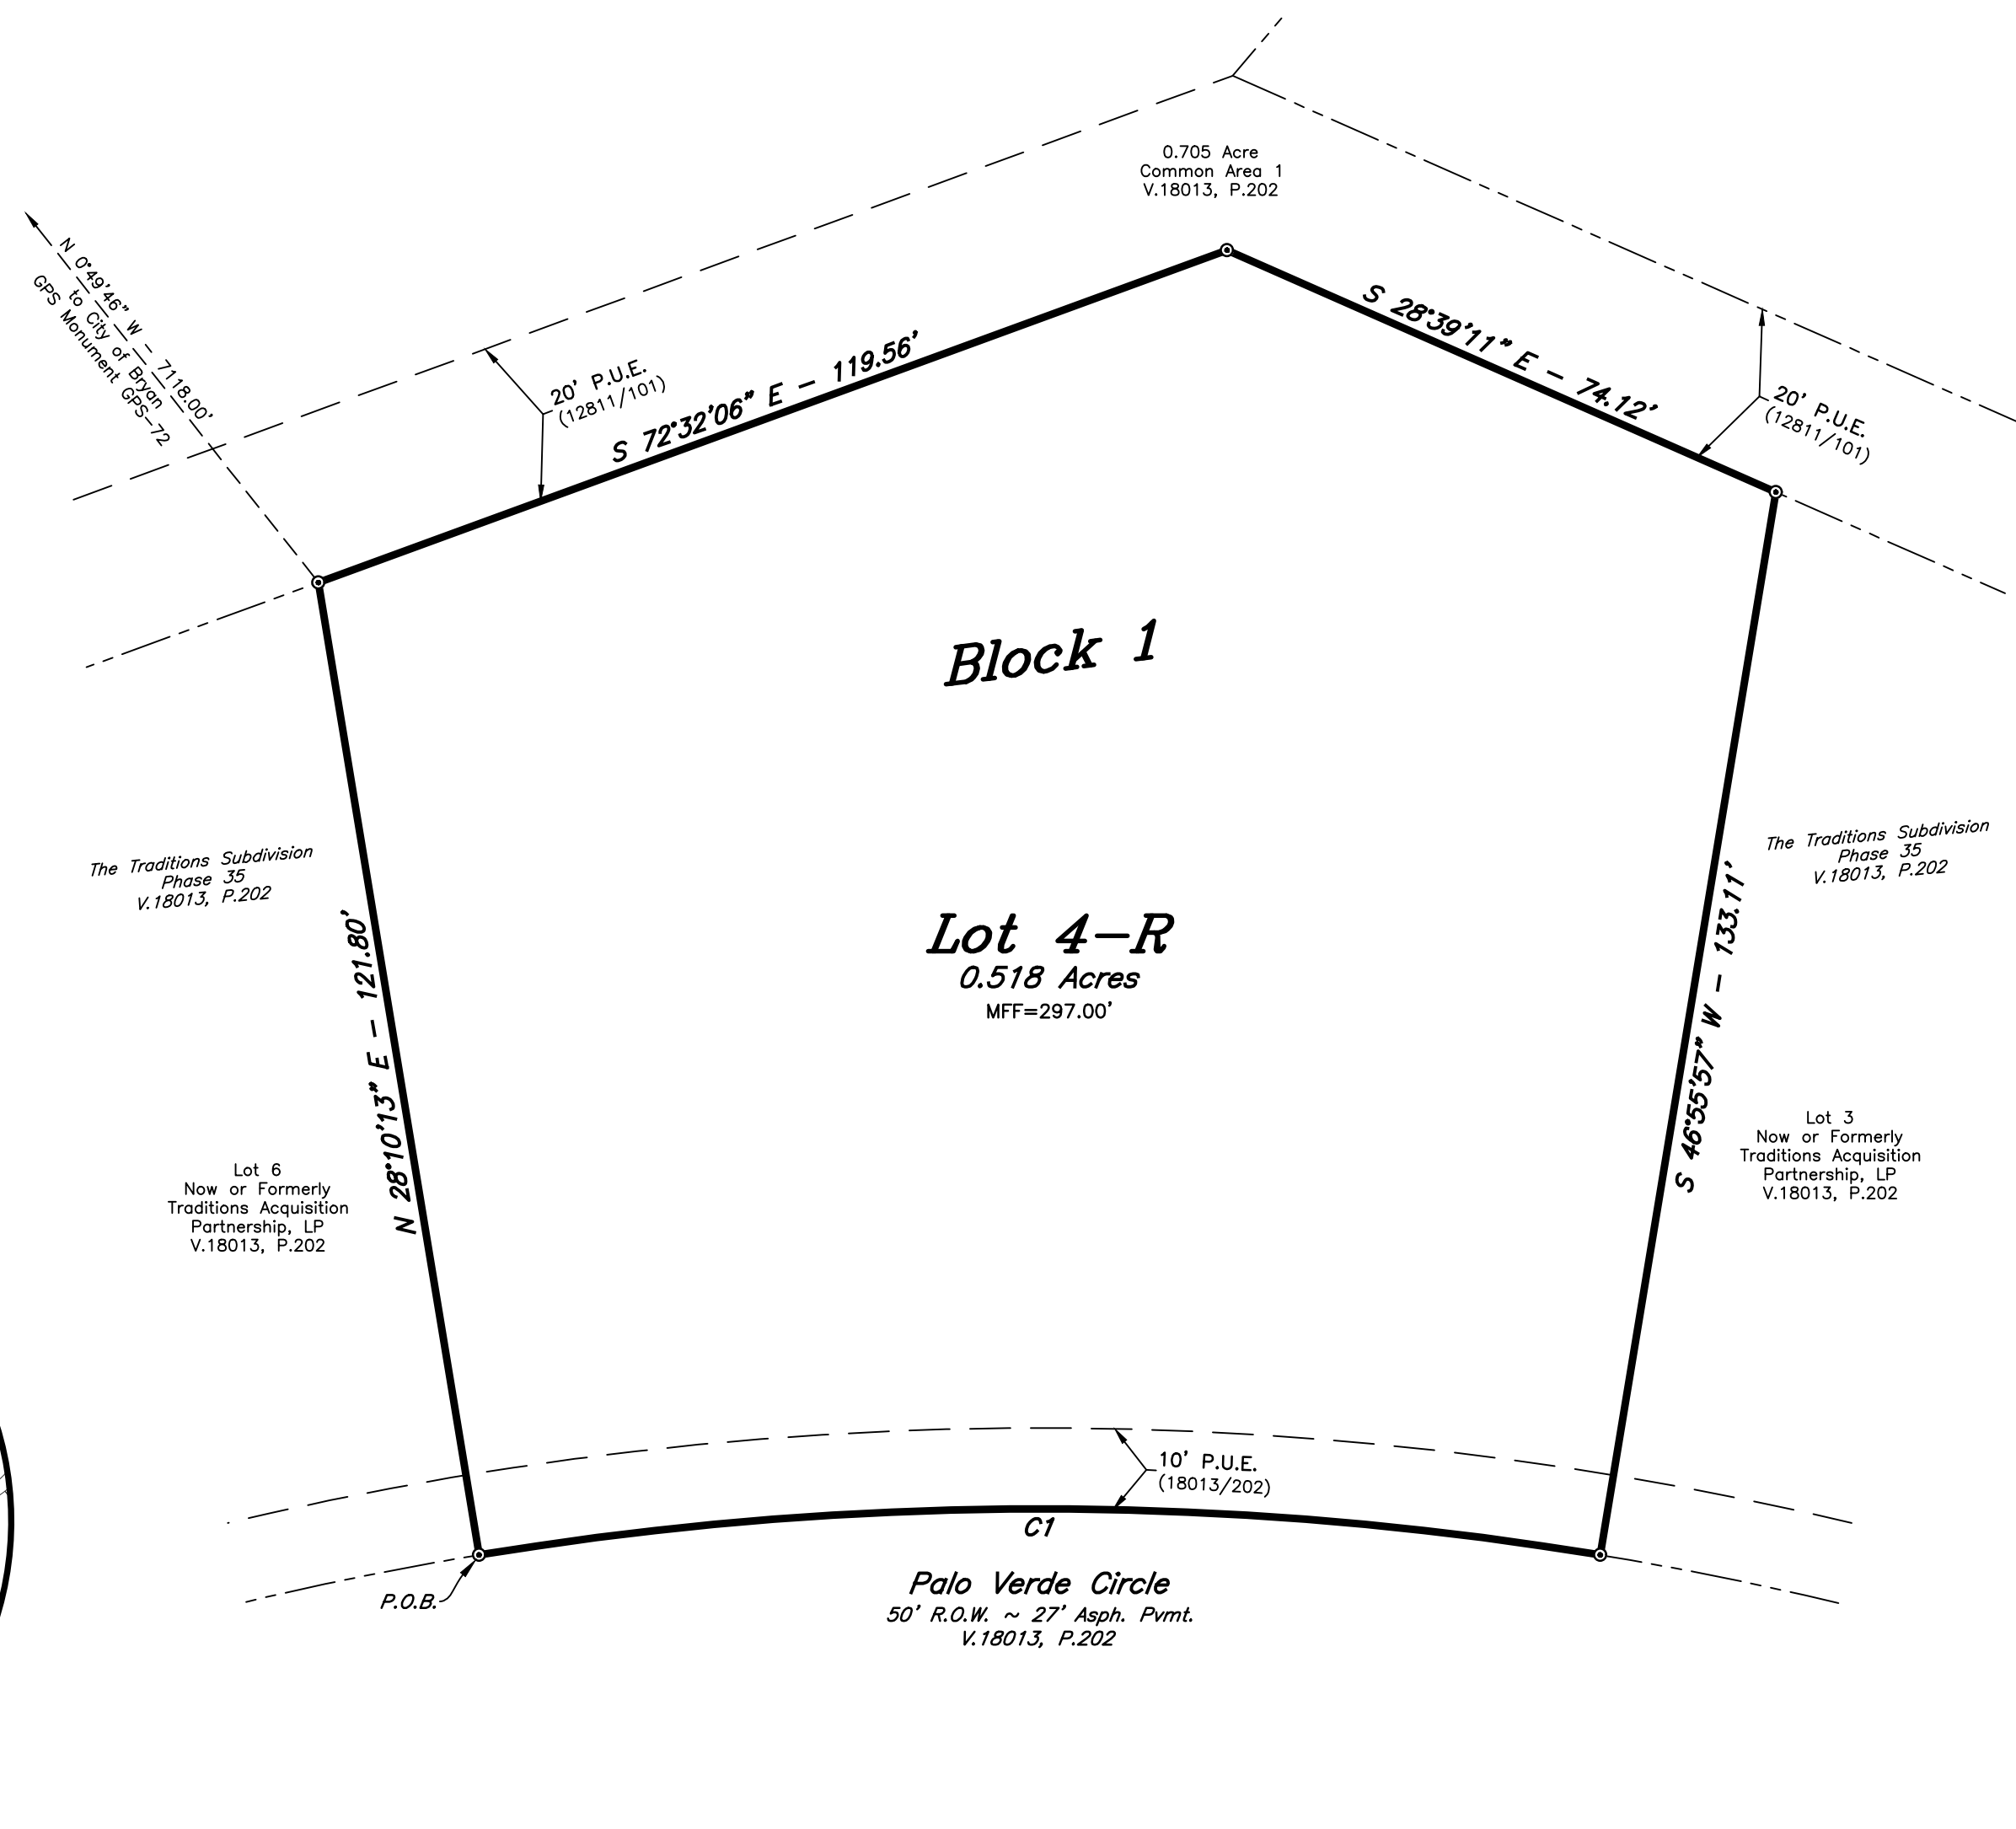 0.705 Acre
Common Area 1
V.18013, P.202
N 0°49'46" W - 7118.00'
to City of Bryan
GPS Monument GPS-72
20' P.U.E.
(12811/101)
S 72°32'06" E - 119.56'
S 28°39'11" E - 74.12'
20' P.U.E.
(12811/101)
Block 1
The Traditions Subdivision
Phase 35
V.18013, P.202
The Traditions Subdivision
Phase 35
V.18013, P.202
N 28°10'13" E - 121.80'
Lot 4-R
0.518 Acres
MFF=297.00'
S 46°55'57" W - 133.11'
Lot 6
Now or Formerly
Traditions Acquisition
Partnership, LP
V.18013, P.202
Lot 3
Now or Formerly
Traditions Acquisition
Partnership, LP
V.18013, P.202
10' P.U.E.
(18013/202)
C1
P.O.B.
Palo Verde Circle
50' R.O.W. ~ 27' Asph. Pvmt.
V.18013, P.202